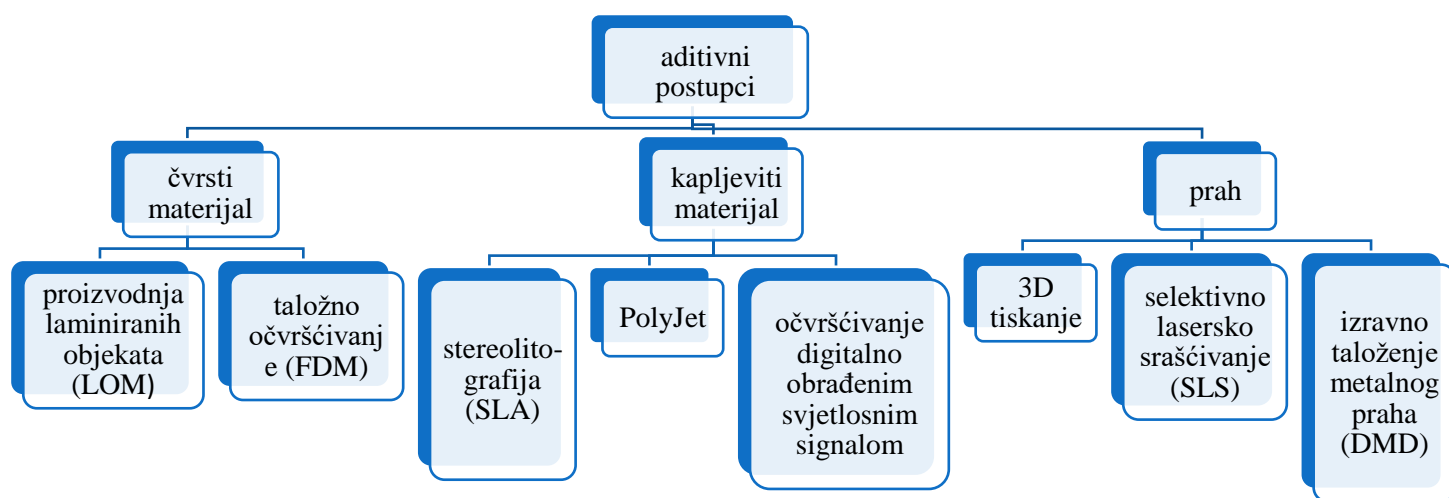 aditivni
postupci
čvrsti
materijal
kapljeviti
materijal
prah
proizvodnja
laminiranih
objekata
(LOM)
taložno
očvršćivanj
e (FDM)
stereolito-
grafija
(SLA)
PolyJet
očvršćivanje
digitalno
obrađenim
svjetlosnim
signalom
3D
tiskanje
selektivno
lasersko
srašćivanje
(SLS)
izravno
taloženje
metalnog
praha
(DMD)